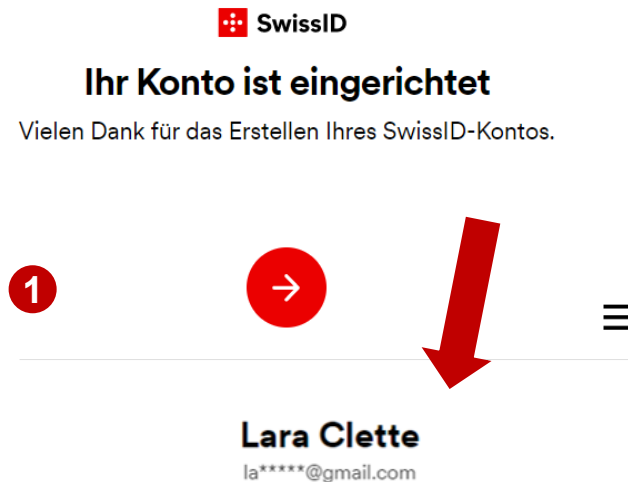 SwissID
Ihr Konto ist eingerichtet
Vielen Dank für das Erstellen Ihres SwissID-Kontos.
1
Lara Clette
la*****@gmail.com